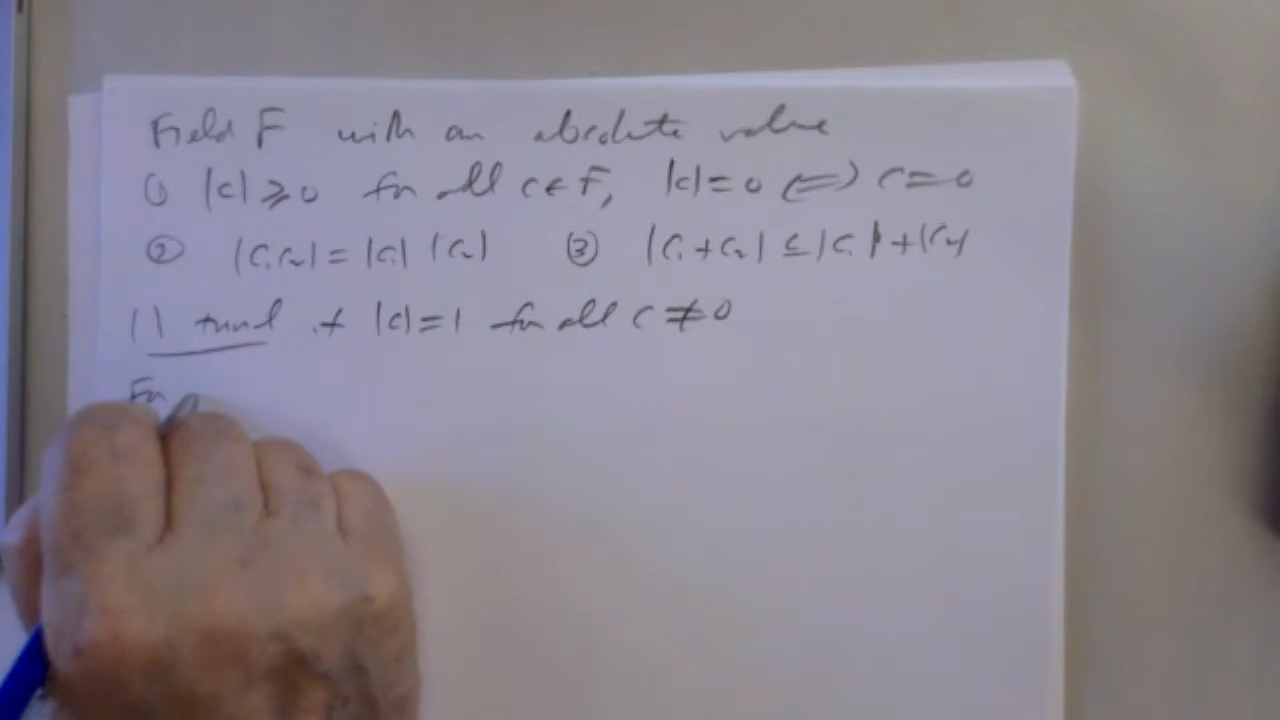 Field F with an absolute value
① |c| ⩾ 0 for all c ∈ F, |c| = 0 ⟺ c = 0
② |c₁c₂| = |c₁| |c₂| ③ |c₁ + c₂| ≤ |c₁| + |c₂|
| | trivial if |c| = 1 for all c ≠ 0
For